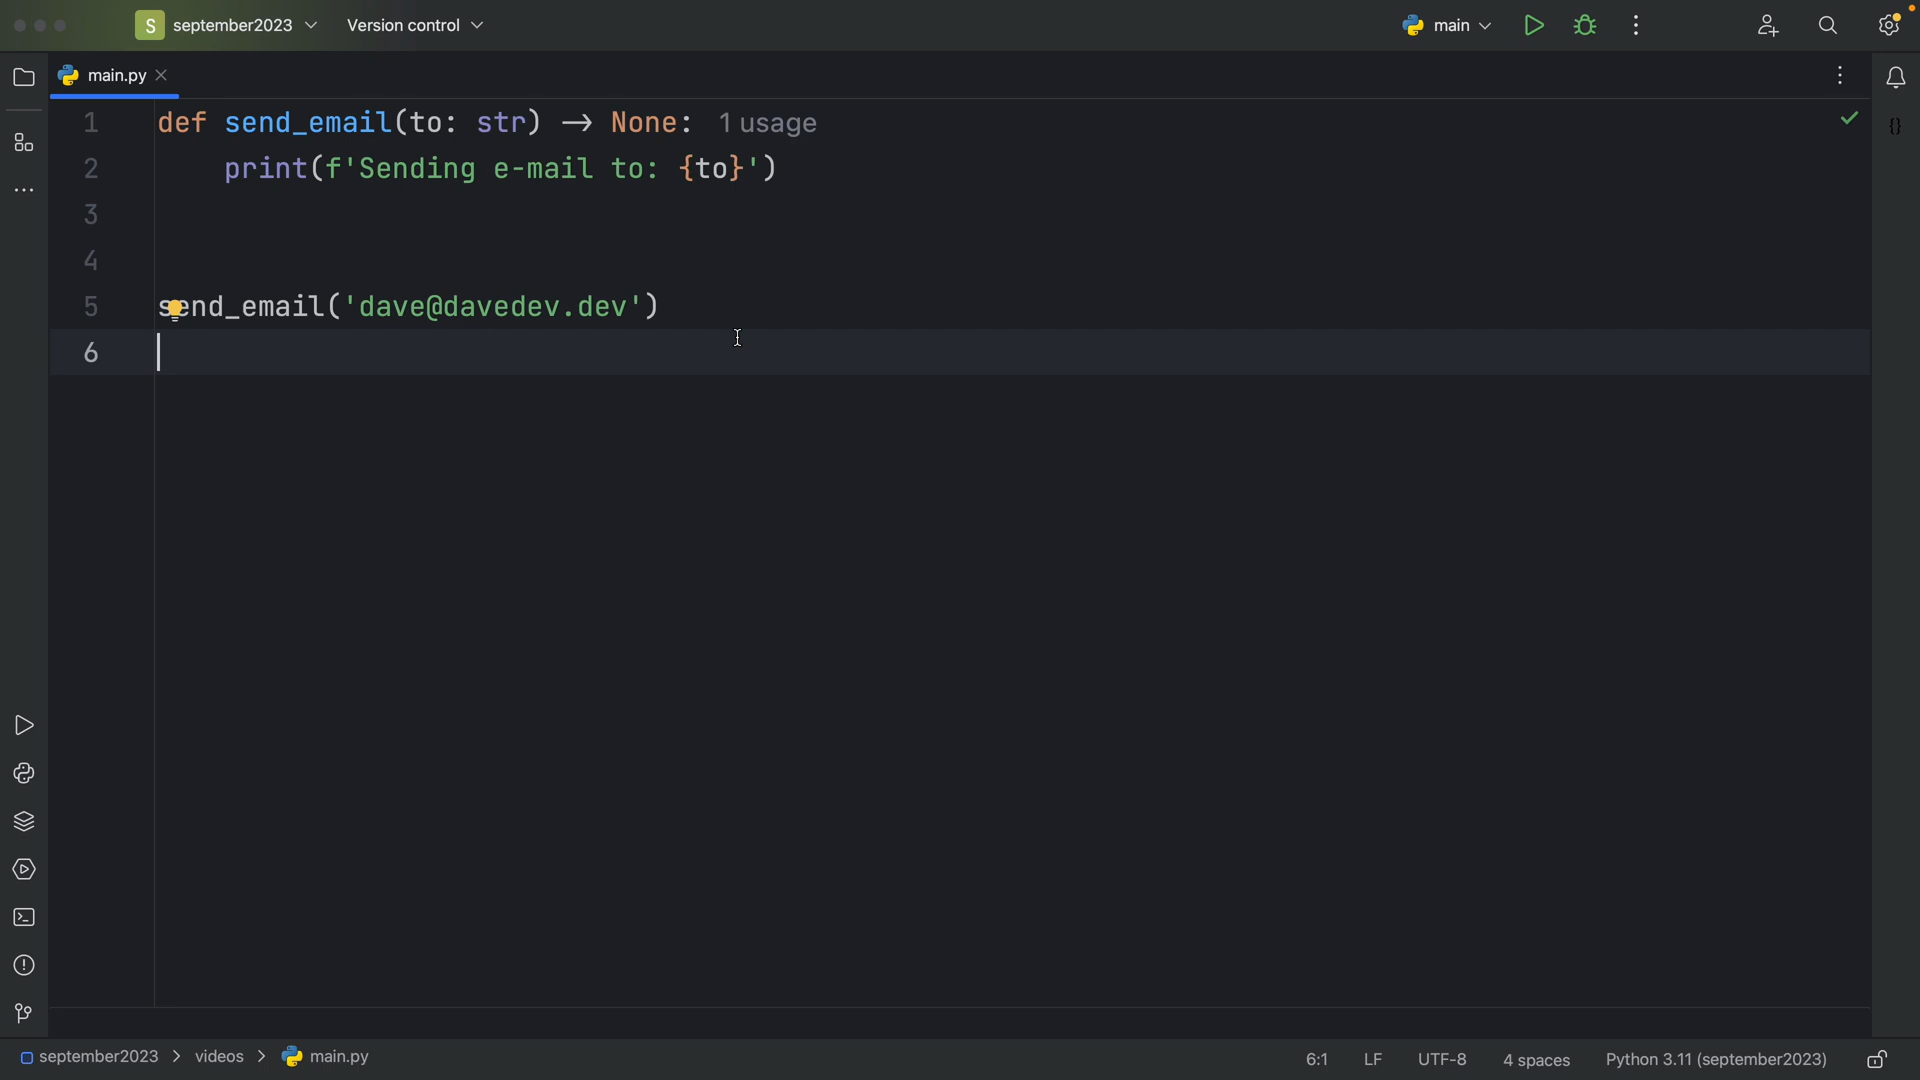 S september2023 Version control main
main.py
1 def send_email(to: str) → None: 1 usage
2 print(f'Sending e-mail to: {to}')
3
4
5 send_email('dave@davedev.dev')
6
september2023 > videos > main.py 6:1 LF UTF-8 4 spaces Python 3.11 (september2023)